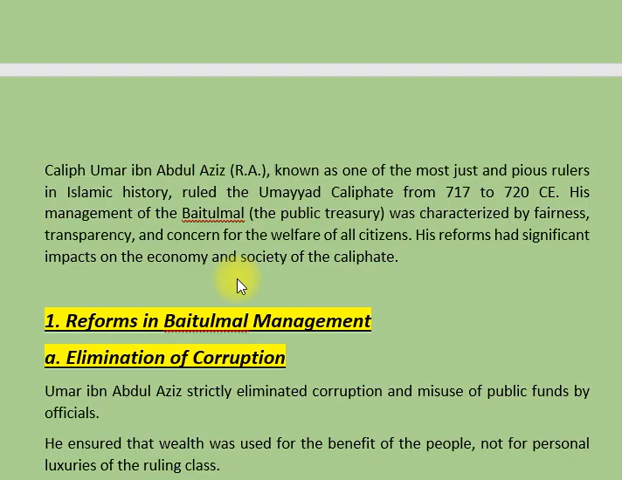 Caliph Umar ibn Abdul Aziz (R.A.), known as one of the most just and pious rulers
in Islamic history, ruled the Umayyad Caliphate from 717 to 720 CE. His
management of the Baitulmal (the public treasury) was characterized by fairness,
transparency, and concern for the welfare of all citizens. His reforms had significant
impacts on the economy and society of the caliphate.
1. Reforms in Baitulmal Management
a. Elimination of Corruption
Umar ibn Abdul Aziz strictly eliminated corruption and misuse of public funds by
officials.
He ensured that wealth was used for the benefit of the people, not for personal
luxuries of the ruling class.